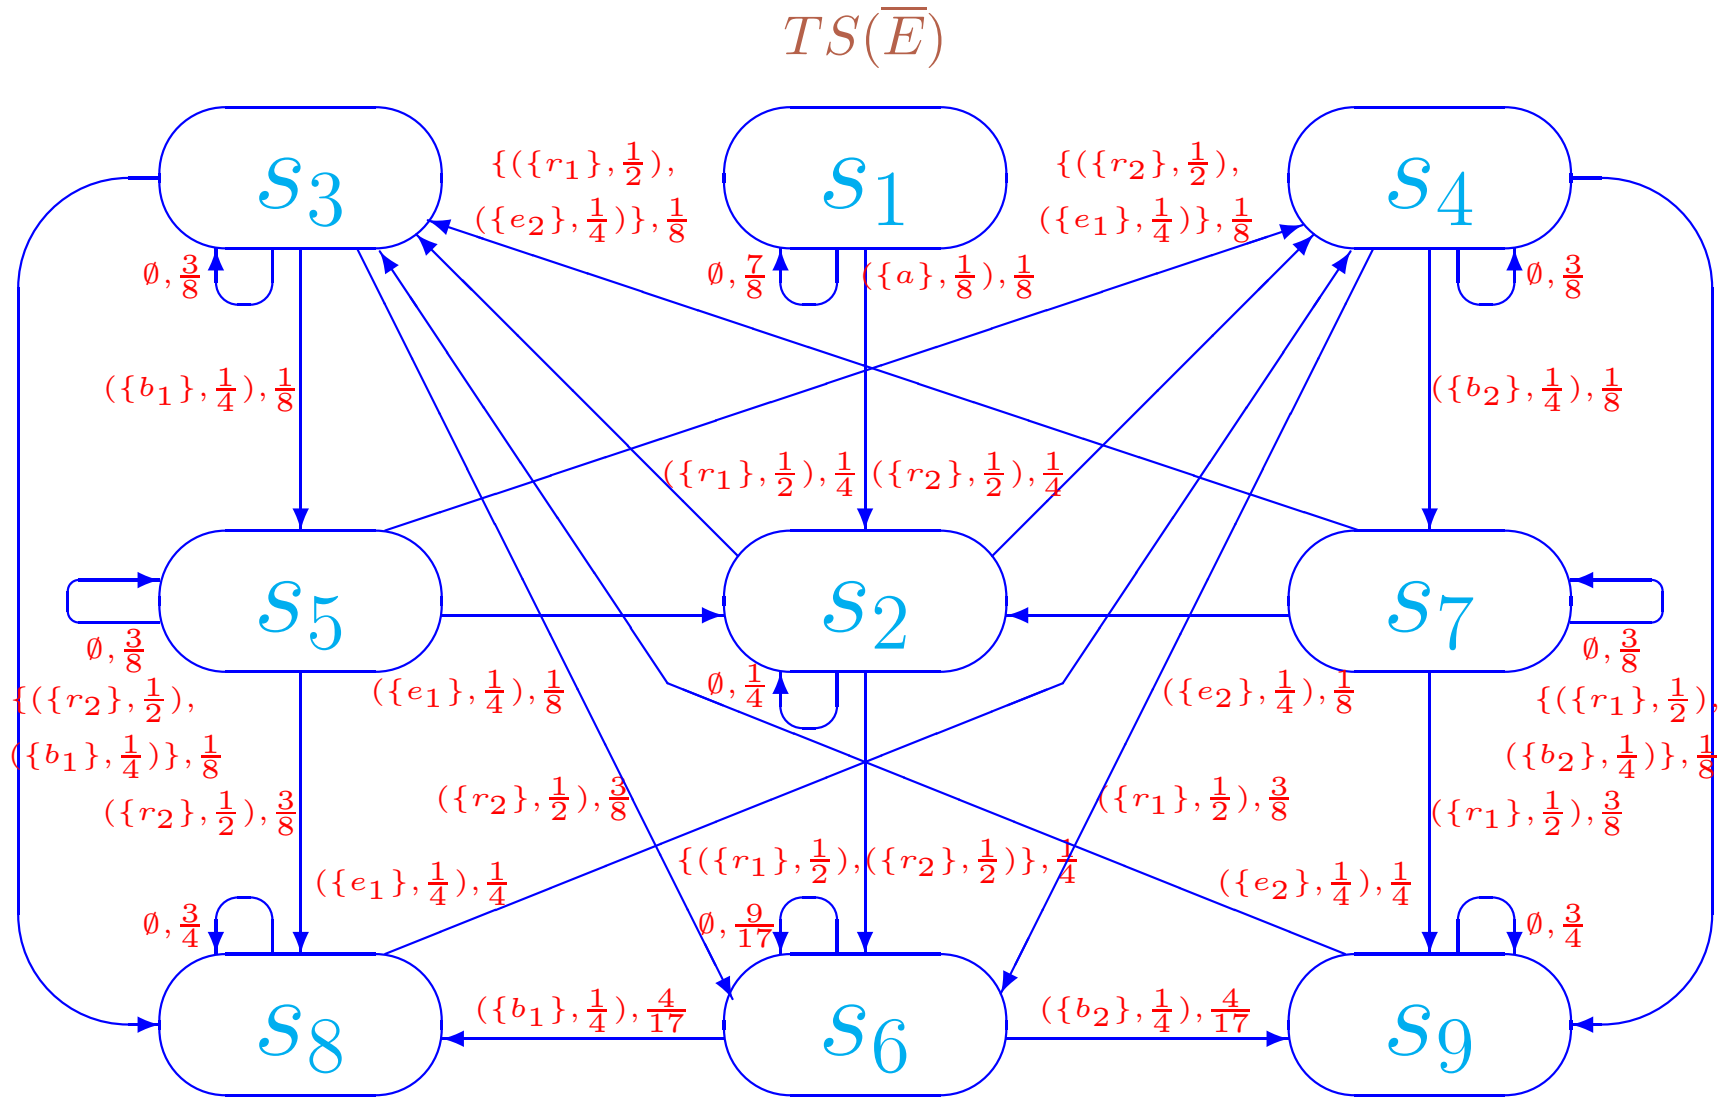 TS(E̅)
s₃
s₁
s₄
{({r₁},1/2),
({e₂},1/4)},1/8
{({r₂},1/2),
({e₁},1/4)},1/8
∅,3/8
∅,7/8
({a},1/8),1/8
∅,3/8
({b₁},1/4),1/8
({b₂},1/4),1/8
({r₁},1/2),1/4
({r₂},1/2),1/4
s₅
s₂
s₇
∅,3/8
∅,3/8
({e₁},1/4),1/8
∅,1/4
({e₂},1/4),1/8
{({r₂},1/2),
({b₁},1/4)},1/8
{({r₁},1/2),
({b₂},1/4)},1/8
({r₂},1/2),3/8
({r₂},1/2),3/8
({r₁},1/2),3/8
({r₁},1/2),3/8
({e₁},1/4),1/4
{({r₁},1/2),({r₂},1/2)},1/4
({e₂},1/4),1/4
∅,3/4
∅,9/17
∅,3/4
s₈
({b₁},1/4),4/17
s₆
({b₂},1/4),4/17
s₉